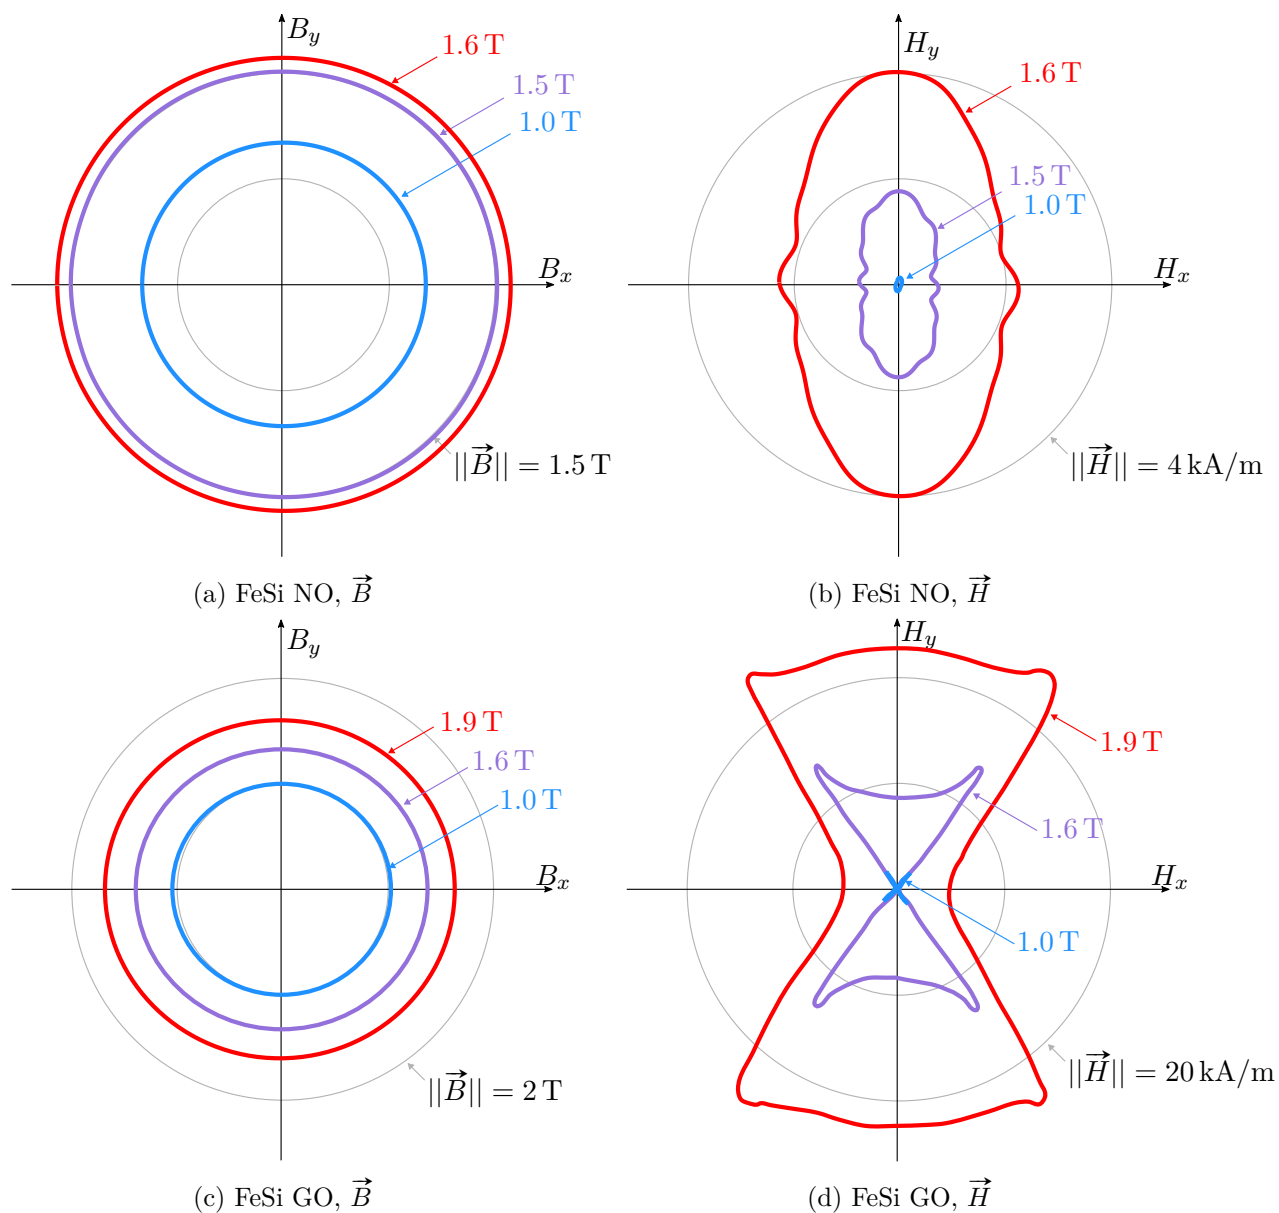 B_y
1.6 T
1.5 T
1.0 T
B_x
||B⃗|| = 1.5 T
(a) FeSi NO, B⃗
H_y
1.6 T
1.5 T
1.0 T
H_x
||H⃗|| = 4 kA/m
(b) FeSi NO, H⃗
B_y
1.9 T
1.6 T
1.0 T
B_x
||B⃗|| = 2 T
(c) FeSi GO, B⃗
H_y
1.9 T
1.6 T
H_x
1.0 T
||H⃗|| = 20 kA/m
(d) FeSi GO, H⃗